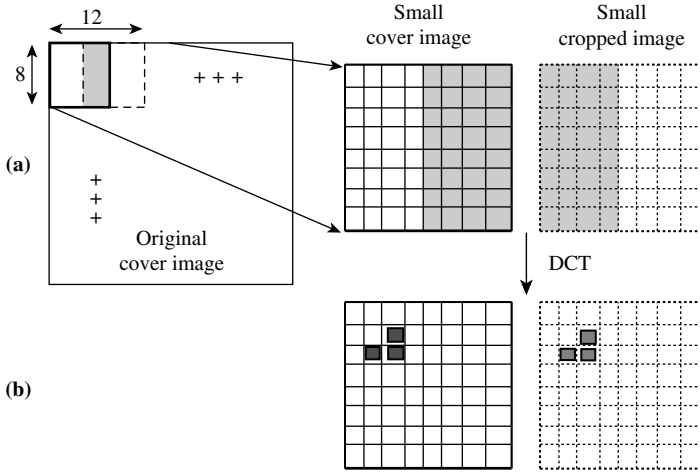 12
8
+ + +
Small
cover image
Small
cropped image
(a)
+
+
+
Original
cover image
DCT
(b)